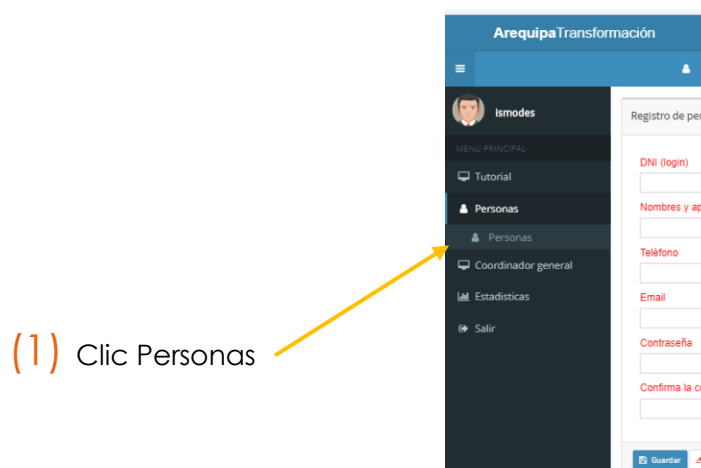 ArequipaTransformación
ismodes
MENU PRINCIPAL
Tutorial
Personas
Personas
Coordinador general
Estadisticas
Salir
Registro de per
DNI (login)
Nombres y ap
Teléfono
Email
Contraseña
Confirma la co
Guardar
(1) Clic Personas